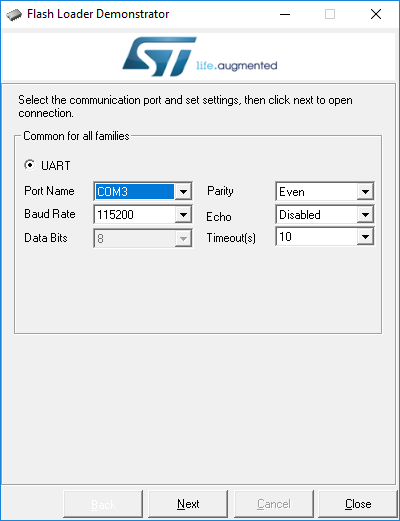 Flash Loader Demonstrator
ST life.augmented
Select the communication port and set settings, then click next to open
connection.
Common for all families
UART
Port Name COM3 Parity Even
Baud Rate 115200 Echo Disabled
Data Bits 8 Timeout(s) 10
Back Next Cancel Close